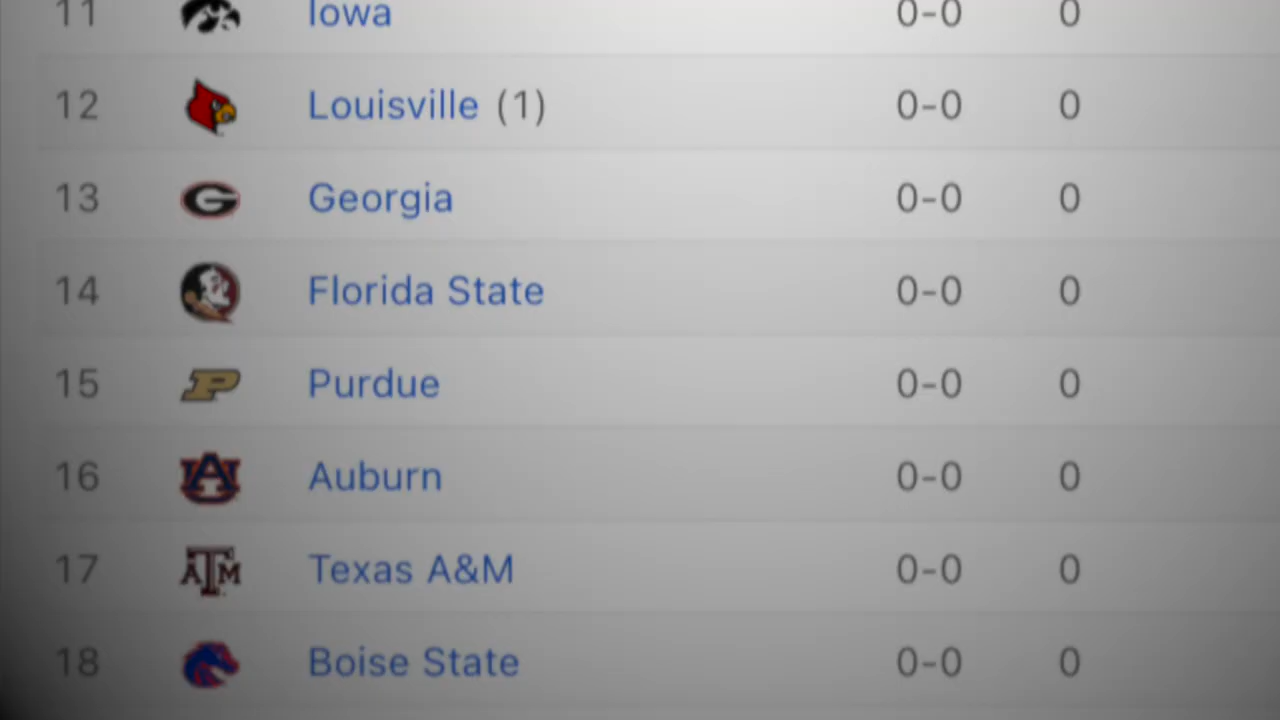 11 Iowa 0-0 0
12 Louisville (1) 0-0 0
13 G Georgia 0-0 0
14 Florida State 0-0 0
15 P Purdue 0-0 0
16 AU Auburn 0-0 0
17 ATM Texas A&M 0-0 0
18 Boise State 0-0 0